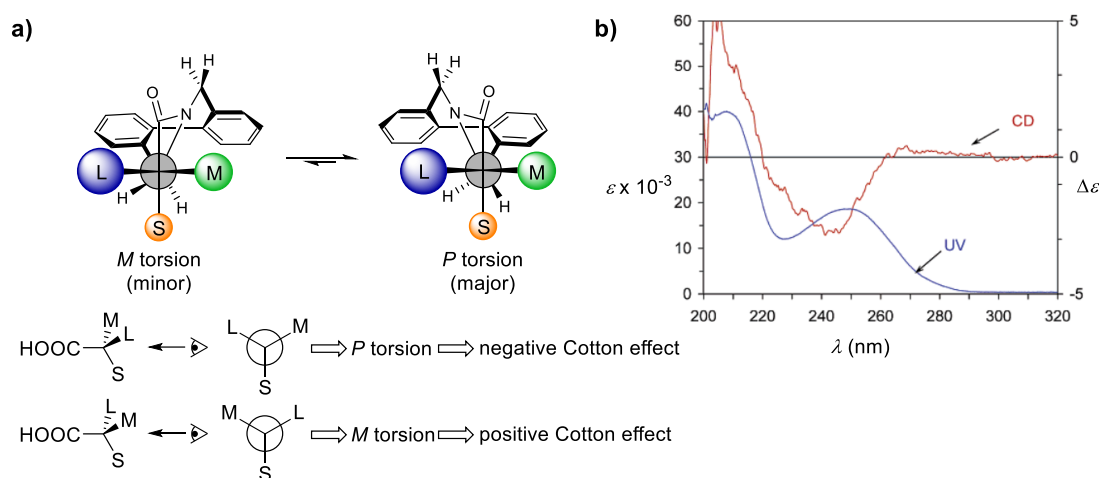 a)
H H
O N
L M
H H
S
M torsion
(minor)
N O
H H
L M
H H
S
P torsion
(major)
HOOC M L S
L M S
P torsion
negative Cotton effect
HOOC L M S
M L S
M torsion
positive Cotton effect
b)
60
50
40
30
20
10
0
ε x 10⁻³
5
0
-5
Δε
CD
UV
200 220 240 260 280 300 320
λ (nm)